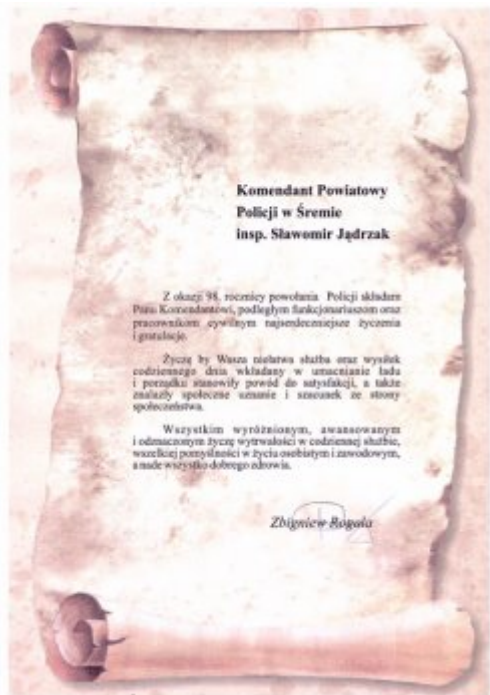 Komendant Powiatowy
Policji w Śremie
insp. Sławomir Jądrzak
Z okazji 98. rocznicy powołania Policji składam
Panu Komendantowi, podległym funkcjonariuszom oraz
pracownikom cywilnym najserdeczniejsze życzenia
i gratulacje.
Życzę by Wasza niełatwa służba oraz wysiłek
codziennego dnia wkładany w umacnianie ładu
i porządku stanowiły powód do satysfakcji, a także
znalazły społeczne uznanie i szacunek ze strony
społeczeństwa.
Wszystkim wyróżnionym, awansowanym
i odznaczonym życzę wytrwałości w codziennej służbie,
wszelkiej pomyślności w życiu osobistym i zawodowym,
a nade wszystko dobrego zdrowia.
Zbigniew Rogala